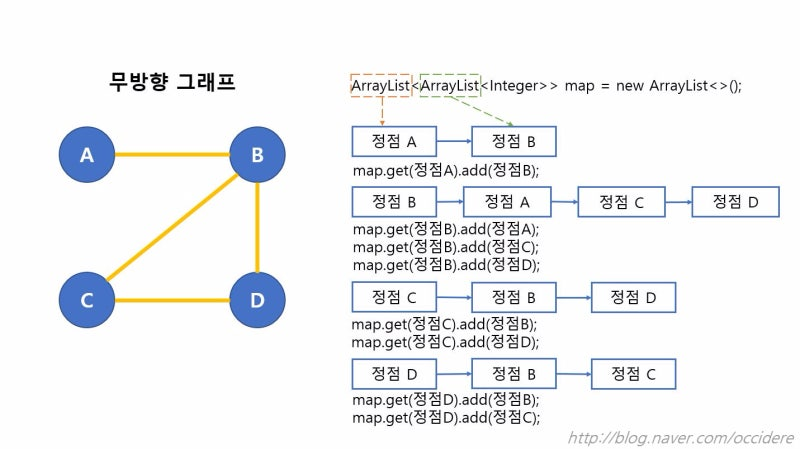 무방향 그래프
A
B
C
D
ArrayList<ArrayList<Integer>> map = new ArrayList<>();
정점 A 정점 B
map.get(정점A).add(정점B);
정점 B 정점 A 정점 C 정점 D
map.get(정점B).add(정점A);
map.get(정점B).add(정점C);
map.get(정점B).add(정점D);
정점 C 정점 B 정점 D
map.get(정점C).add(정점B);
map.get(정점C).add(정점D);
정점 D 정점 B 정점 C
map.get(정점D).add(정점B);
map.get(정점D).add(정점C);
http://blog.naver.com/occidere